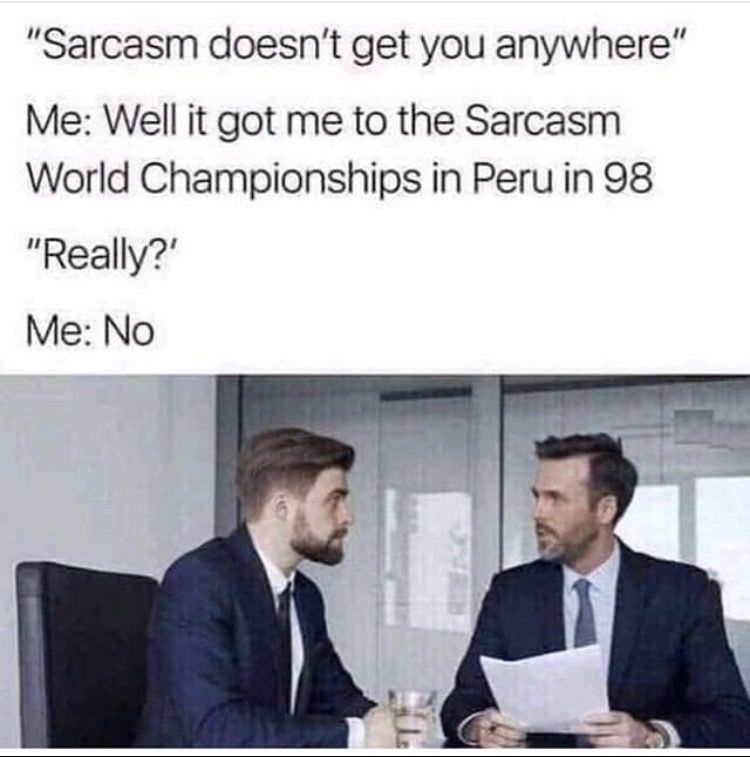 "Sarcasm doesn't get you anywhere"
Me: Well it got me to the Sarcasm
World Championships in Peru in 98
"Really?'
Me: No